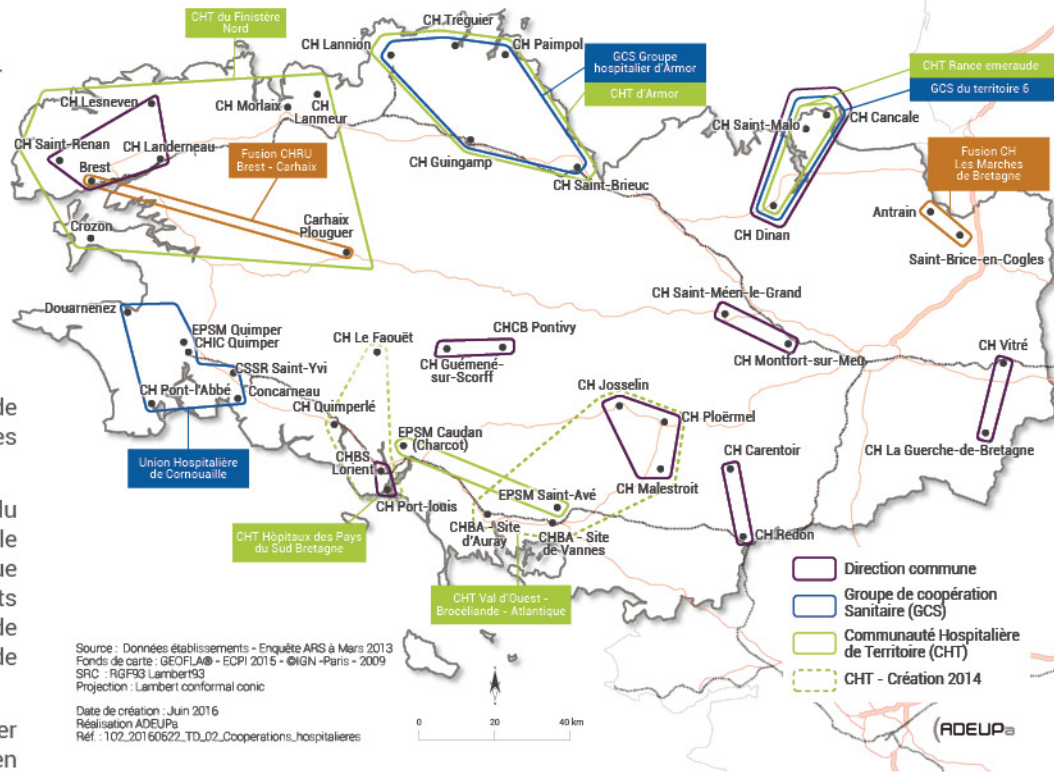 CHT du Finistère
Nord
CH Tréguier
CH Lannion
CH Paimpol
GCS Groupe
hospitalier d'Armor
CHT d'Armor
CHT Rance emeraude
GCS du territoire 6
CH Lesneven
CH Morlaix
CH
Lanmeur
CH Saint-Malo
CH Cancale
CH Saint-Renan
CH Landerneau
Brest
Fusion CHRU
Brest - Carhaix
CH Guingamp
CH Saint-Brieuc
Fusion CH
Les Marches
de Bretagne
Antrain
Saint-Brice-en-Cogles
Crozon
Carhaix
Plouguer
CH Dinan
Douarnenez
EPSM Quimper
CHIC Quimper
CH Le Faouët
CHCB Pontivy
CH Guémené-
sur-Scorff
CH Saint-Méen-le-Grand
CH Montfort-sur-Meu
CH Vitré
CSSR Saint-Yvi
CH Pont-l'Abbé
Concarneau
CH Quimperlé
CH Josselin
CH Ploërmel
CH La Guerche-de-Bretagne
Union Hospitalière
de Cornouaille
EPSM Caudan
(Charcot)
CHBS
Lorient
CH Port-louis
CH Malestroit
CH Carentoir
EPSM Saint-Avé
CHBA - Site
d'Auray
CHBA - Site
de Vannes
CH Redon
CHT Hôpitaux des Pays
du Sud Bretagne
CHT Val d'Ouest -
Brocéliande - Atlantique
Direction commune
Groupe de coopération
Sanitaire (GCS)
Communauté Hospitalière
de Territoire (CHT)
CHT - Création 2014
de
es
du
le
ue
ts
de
de
er
en
Source : Données établissements - Enquête ARS à Mars 2013
Fonds de carte : GEOFLA® - ECPI 2015 - ©IGN -Paris - 2009
SRC : RGF93 Lambert93
Projection : Lambert conformal conic
Date de création : Juin 2016
Réalisation ADEUPa
Réf. : 102_20160622_TD_02_Cooperations_hospitalieres
0 20 40 km
ADEUPa